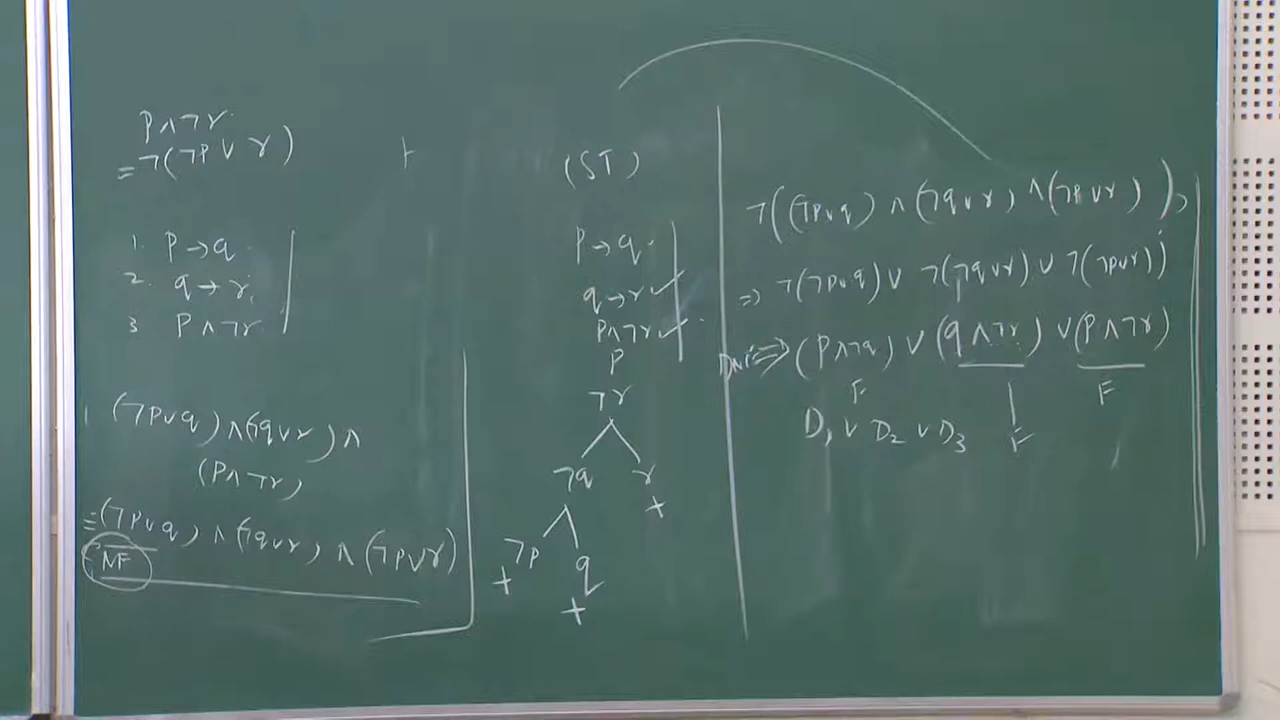 P∧¬r
=¬(¬P∨r)
1. P→q
2. q→r
3 P∧¬r
(¬P∨q)∧(¬q∨r)∧
(P∧¬r)
≡(¬P∨q)∧(¬q∨r)∧(¬P∨r)
NF
⊢
(ST)
P→q
q→r ✓
P∧¬r ✓
P
¬r
¬q r
+
¬P q
+ +
¬((¬P∨q)∧(¬q∨r)∧(¬P∨r))
⇒ ¬(¬P∨q)∨¬(¬q∨r)∨¬(¬P∨r))
⇒(P∧¬q)∨(q∧¬r)∨(P∧¬r)
F F
D1∨D2∨D3 F